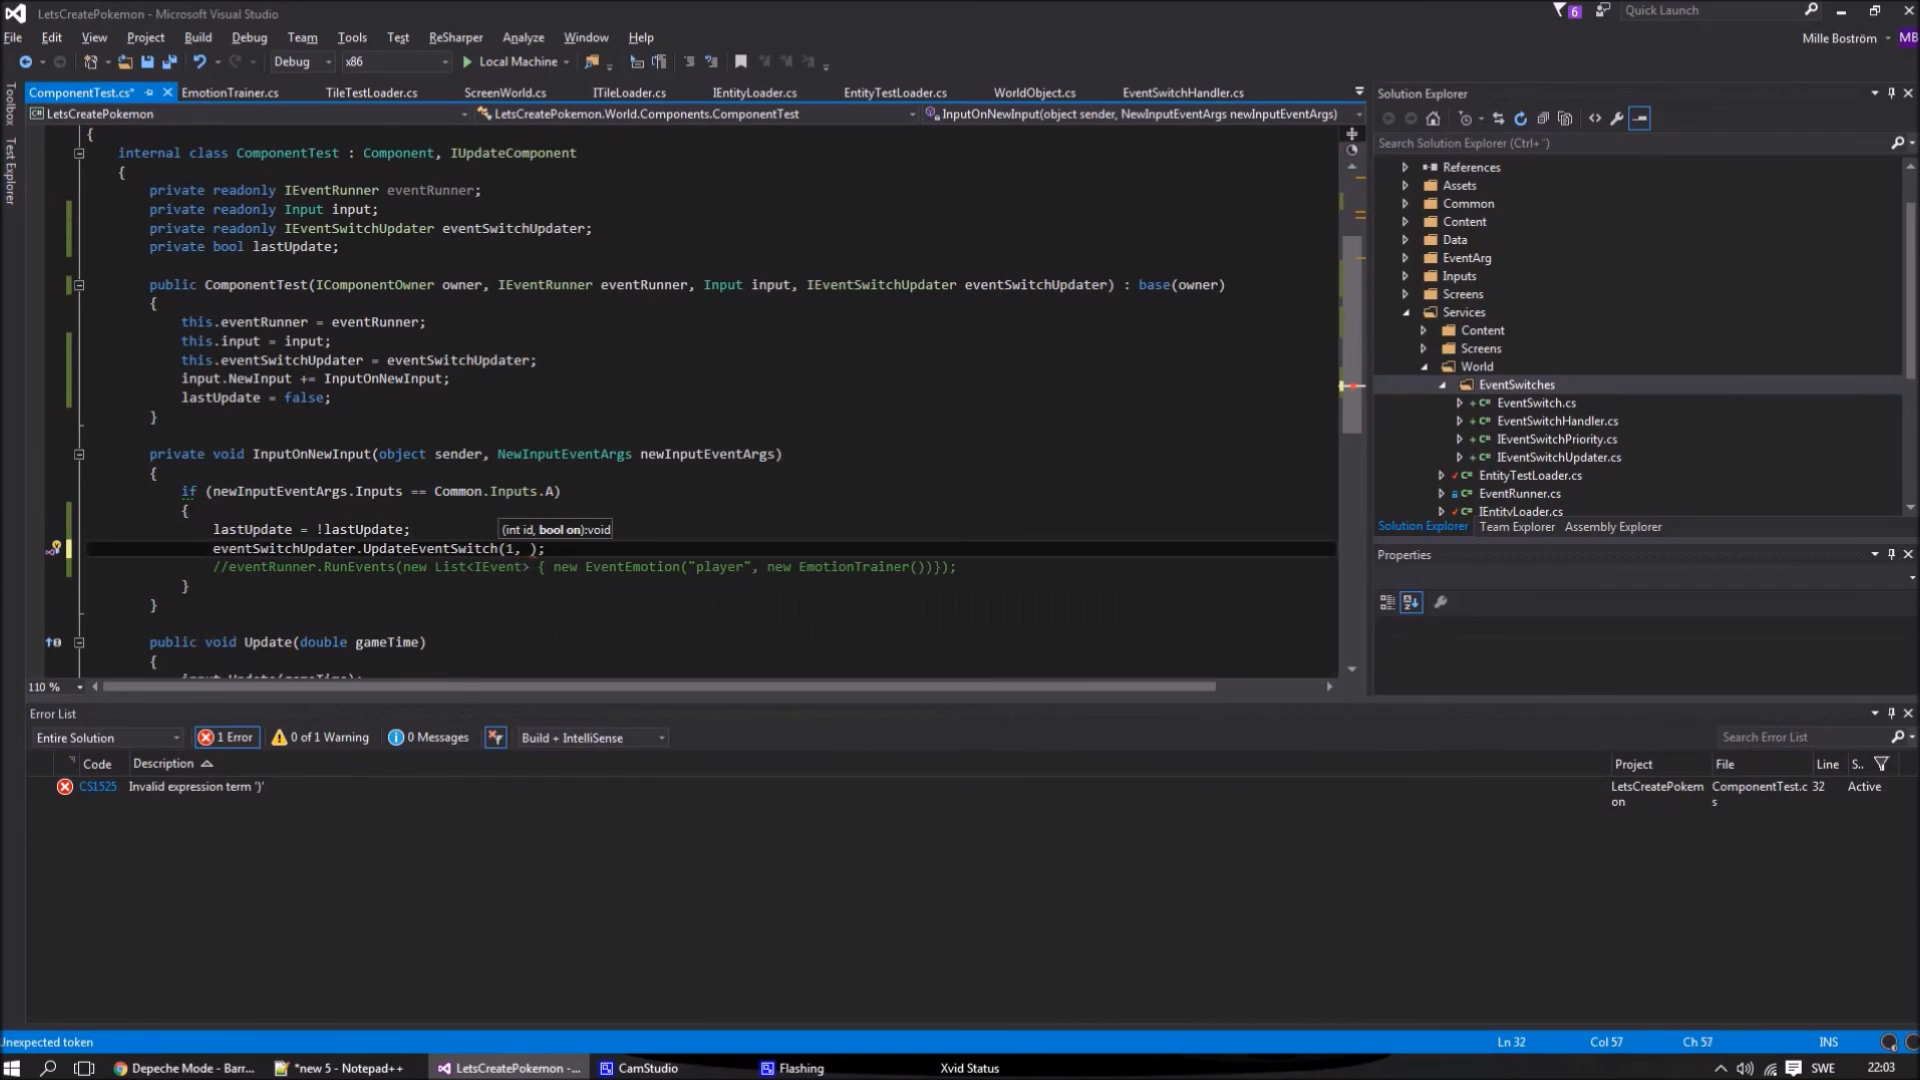 LetsCreatePokemon - Microsoft Visual Studio
6
Quick Launch
File Edit View Project Build Debug Team Tools Test ReSharper Analyze Window Help
Mille Boström
MB
Debug
x86
Local Machine
ComponentTest.cs* EmotionTrainer.cs TileTestLoader.cs ScreenWorld.cs ITileLoader.cs IEntityLoader.cs EntityTestLoader.cs WorldObject.cs EventSwitchHandler.cs
LetsCreatePokemon
LetsCreatePokemon.World.Components.ComponentTest
InputOnNewInput(object sender, NewInputEventArgs newInputEventArgs)
Toolbox
Test Explorer
{
internal class ComponentTest : Component, IUpdateComponent
{
private readonly IEventRunner eventRunner;
private readonly Input input;
private readonly IEventSwitchUpdater eventSwitchUpdater;
private bool lastUpdate;
public ComponentTest(IComponentOwner owner, IEventRunner eventRunner, Input input, IEventSwitchUpdater eventSwitchUpdater) : base(owner)
{
this.eventRunner = eventRunner;
this.input = input;
this.eventSwitchUpdater = eventSwitchUpdater;
input.NewInput += InputOnNewInput;
lastUpdate = false;
}
private void InputOnNewInput(object sender, NewInputEventArgs newInputEventArgs)
{
if (newInputEventArgs.Inputs == Common.Inputs.A)
{
lastUpdate = !lastUpdate;
(int id, bool on):void
eventSwitchUpdater.UpdateEventSwitch(1, );
//eventRunner.RunEvents(new List<IEvent> { new EventEmotion("player", new EmotionTrainer())});
}
}
public void Update(double gameTime)
{
input.Update(gameTime);
110 %
Solution Explorer
Search Solution Explorer (Ctrl+¨)
References
Assets
Common
Content
Data
EventArg
Inputs
Screens
Services
Content
Screens
World
EventSwitches
EventSwitch.cs
EventSwitchHandler.cs
IEventSwitchPriority.cs
IEventSwitchUpdater.cs
EntityTestLoader.cs
EventRunner.cs
IEntityLoader.cs
Solution Explorer Team Explorer Assembly Explorer
Properties
Error List
Entire Solution
1 Error
0 of 1 Warning
0 Messages
Build + IntelliSense
Search Error List
Code Description Project File Line S..
CS1525 Invalid expression term ')' LetsCreatePokem ComponentTest.c 32 Active
on s
Unexpected token
Ln 32 Col 57 Ch 57 INS
Depeche Mode - Barr...
*new 5 - Notepad++
LetsCreatePokemon -...
CamStudio
Flashing
Xvid Status
SWE
22:03